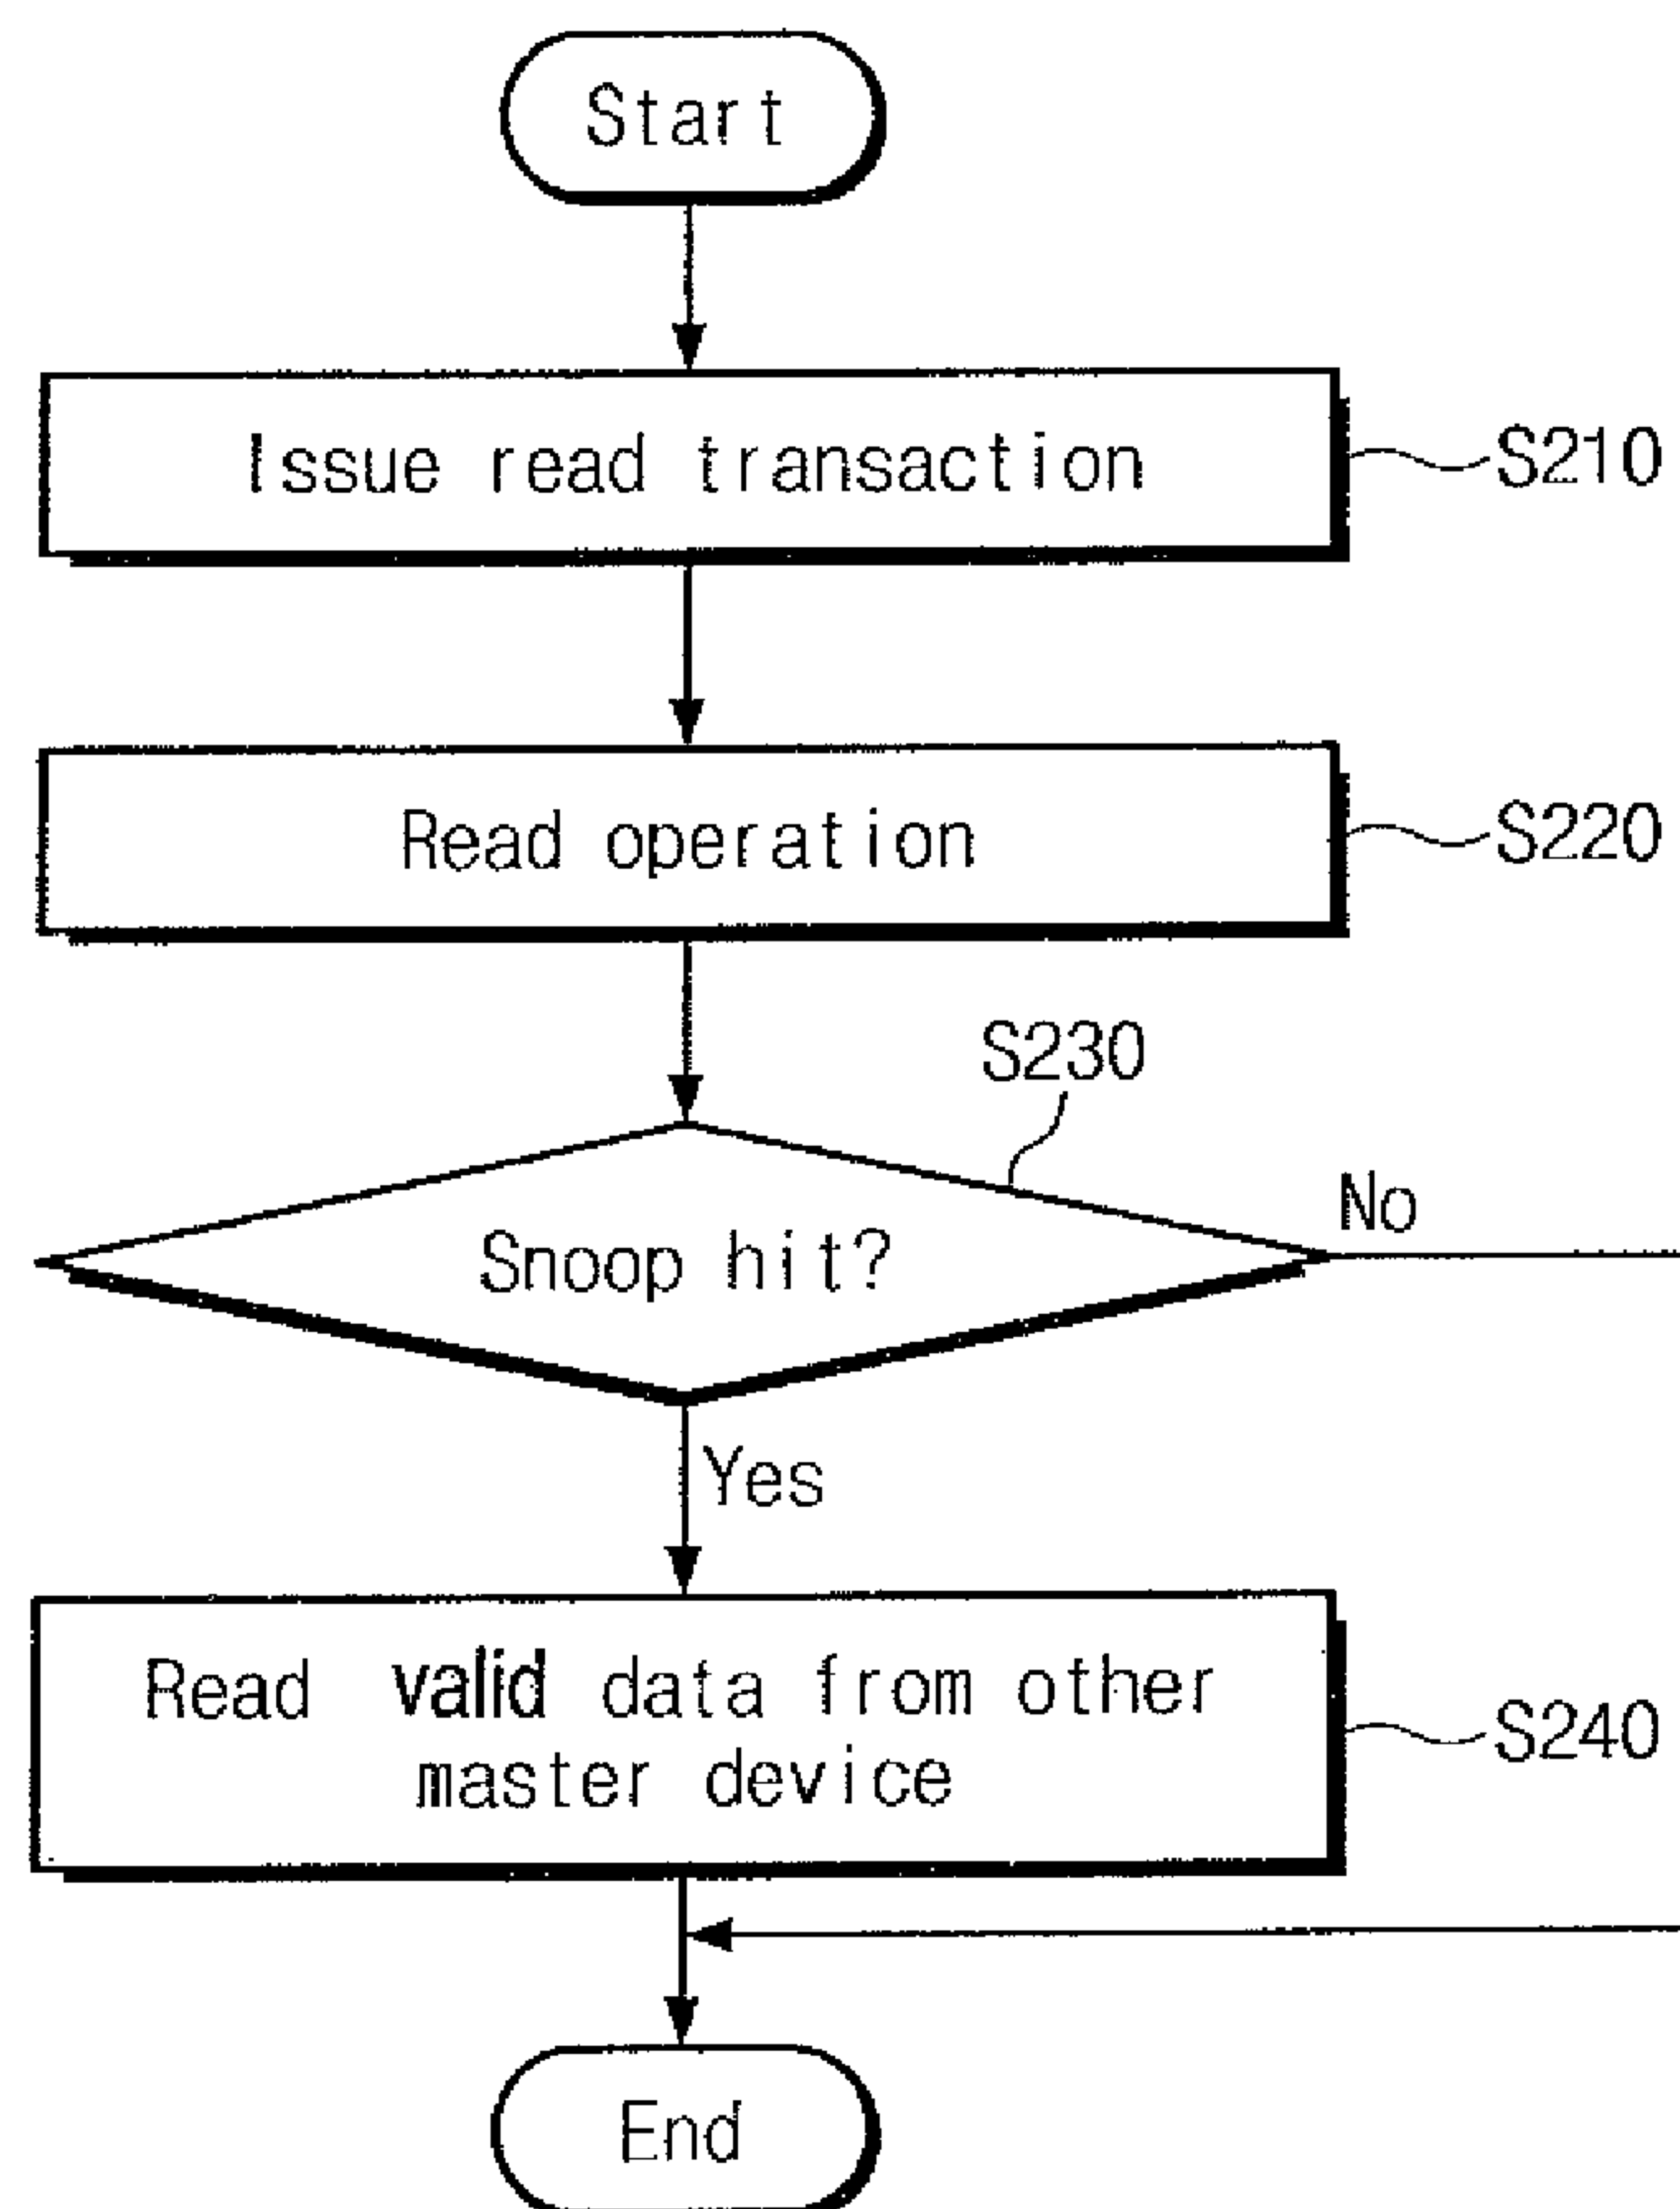 Start
Issue read transaction
S210
Read operation
S220
S230
Snoop hit?
No
Yes
Read valid data from other
master device
S240
End